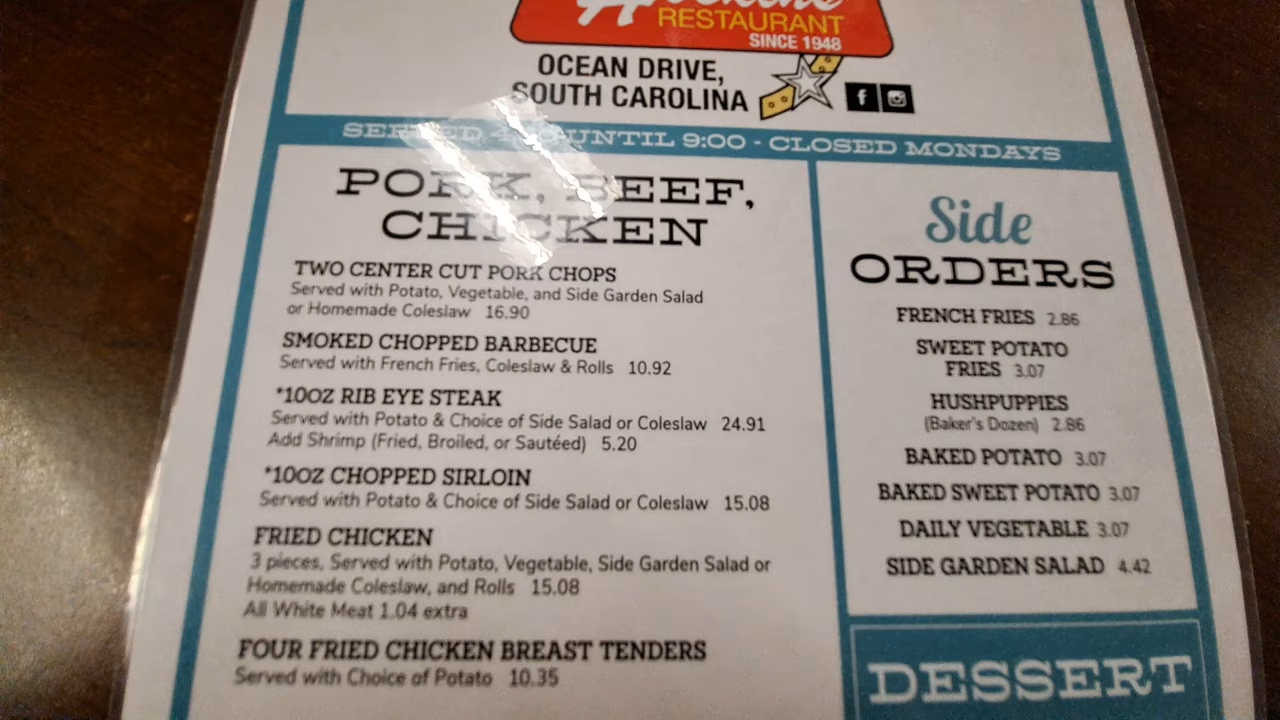 RESTAURANT
SINCE 1948
OCEAN DRIVE,
SOUTH CAROLINA
SERVED UNTIL 9:00 - CLOSED MONDAYS
PORK, BEEF,
CHICKEN
TWO CENTER CUT PORK CHOPS
Served with Potato, Vegetable, and Side Garden Salad
or Homemade Coleslaw 16.90
SMOKED CHOPPED BARBECUE
Served with French Fries, Coleslaw & Rolls 10.92
*10OZ RIB EYE STEAK
Served with Potato & Choice of Side Salad or Coleslaw 24.91
Add Shrimp (Fried, Broiled, or Sautéed) 5.20
*10OZ CHOPPED SIRLOIN
Served with Potato & Choice of Side Salad or Coleslaw 15.08
FRIED CHICKEN
3 pieces, Served with Potato, Vegetable, Side Garden Salad or
Homemade Coleslaw, and Rolls 15.08
All White Meat 1.04 extra
FOUR FRIED CHICKEN BREAST TENDERS
Served with Choice of Potato 10.35
Side
ORDERS
FRENCH FRIES 2.86
SWEET POTATO
FRIES 3.07
HUSHPUPPIES
(Baker's Dozen) 2.86
BAKED POTATO 3.07
BAKED SWEET POTATO 3.07
DAILY VEGETABLE 3.07
SIDE GARDEN SALAD 4.42
DESSERT